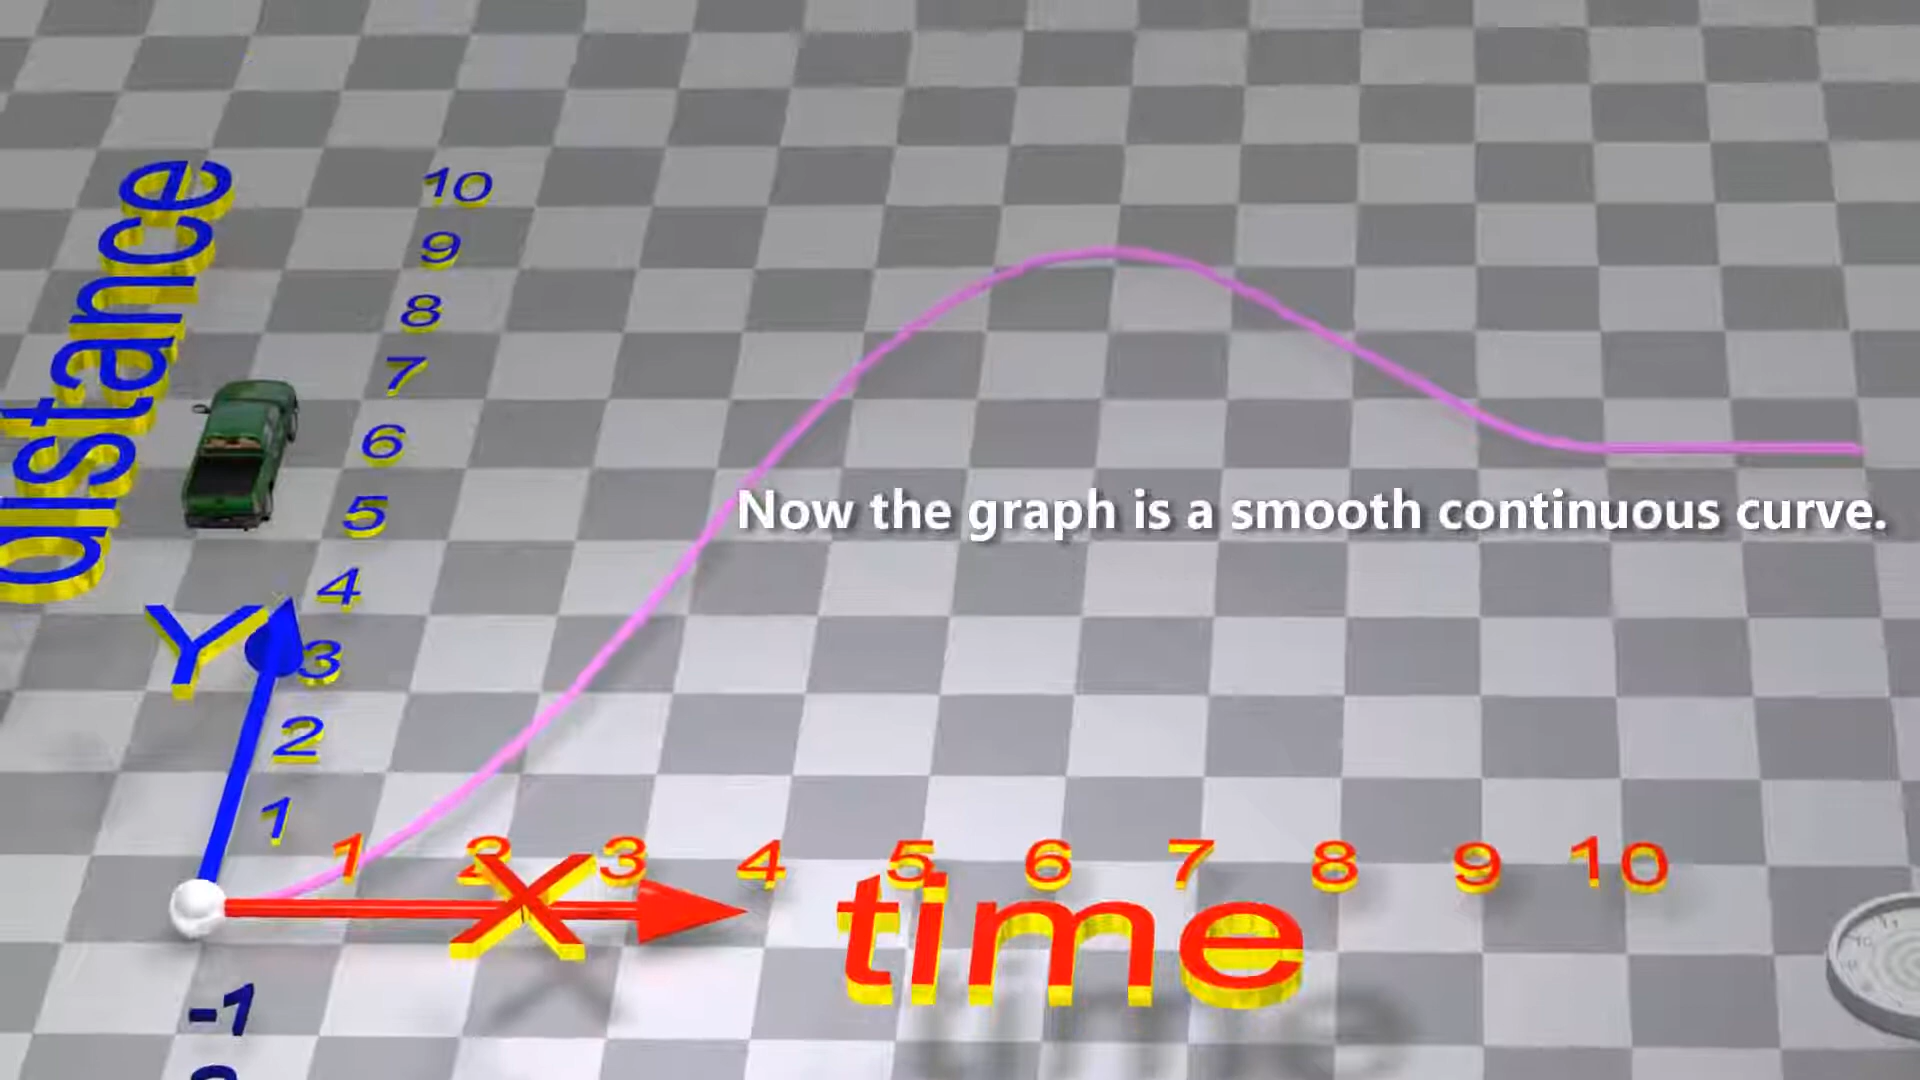 distance
10
9
8
7
6
5
4
3
2
1
Y
Now the graph is a smooth continuous curve.
1 2 3 4 5 6 7 8 9 10
X
time
-1